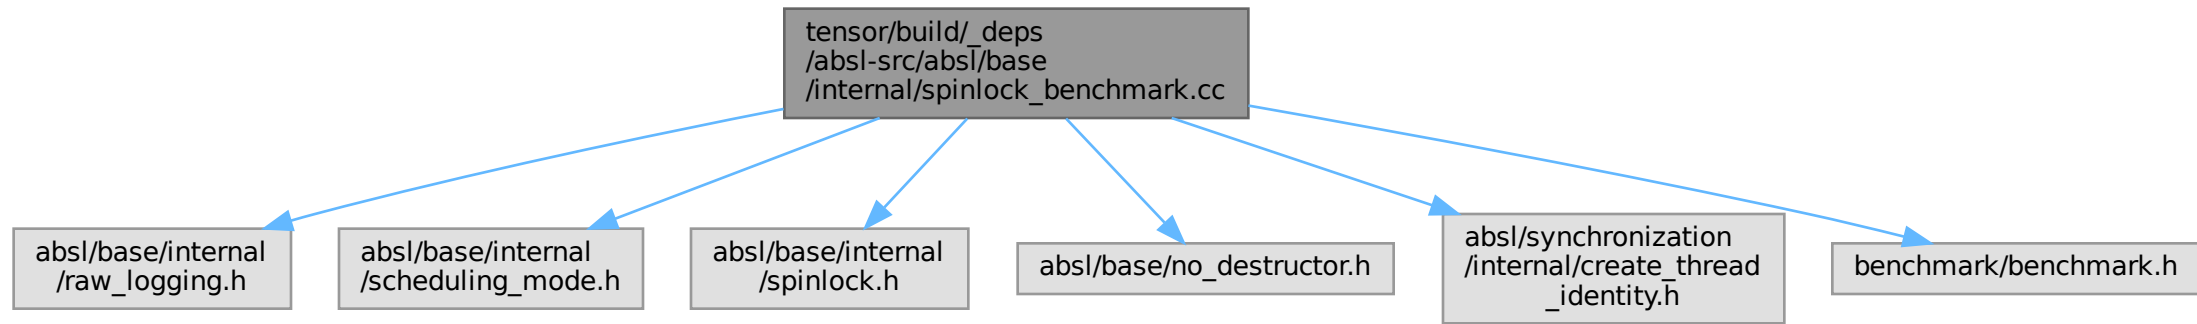 tensor/build/_deps
/absl-src/absl/base
/internal/spinlock_benchmark.cc
absl/base/internal
/raw_logging.h
absl/base/internal
/scheduling_mode.h
absl/base/internal
/spinlock.h
absl/base/no_destructor.h
absl/synchronization
/internal/create_thread
_identity.h
benchmark/benchmark.h